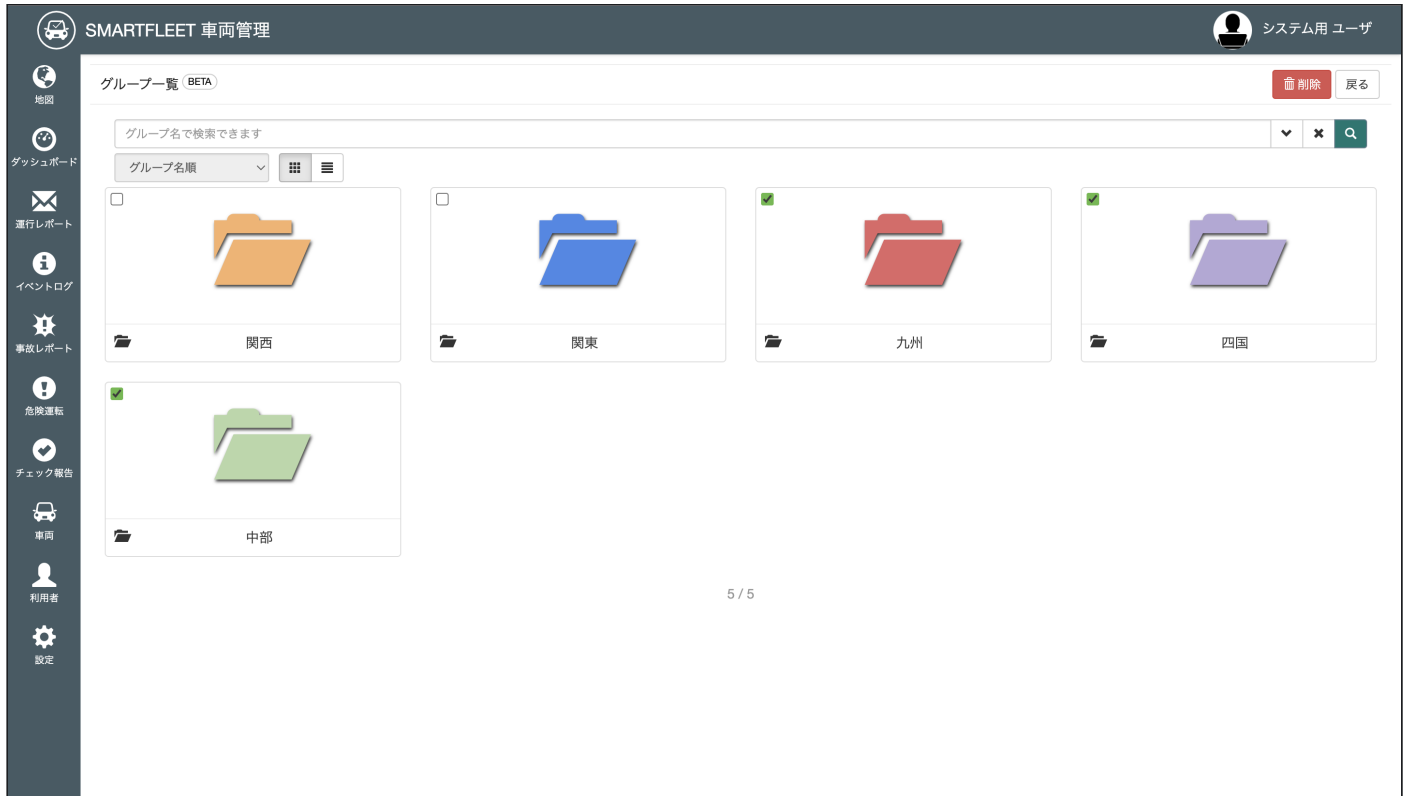 SMARTFLEET 車両管理
システム用 ユーザ
地図
ダッシュボード
運行レポート
イベントログ
事故レポート
危険運転
チェック報告
車両
利用者
設定
グループ一覧 BETA
削除
戻る
グループ名で検索できます
グループ名順
関西
関東
九州
四国
中部
5 / 5